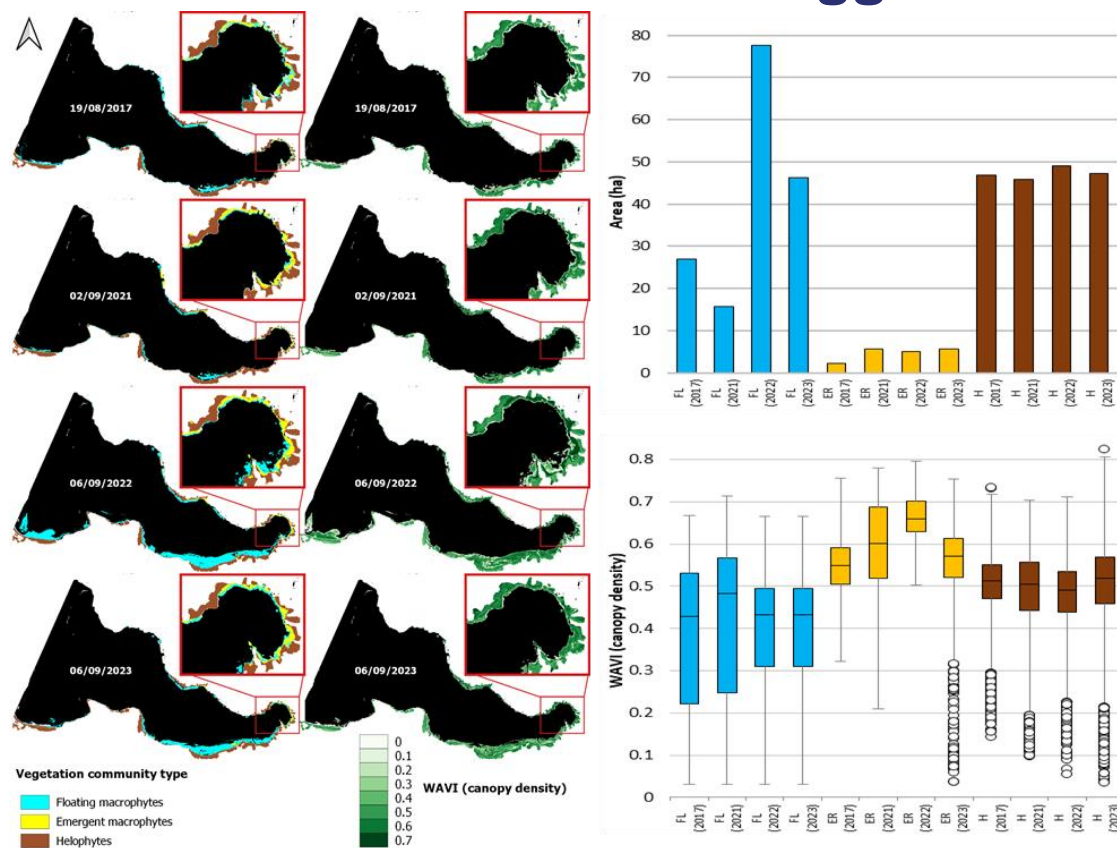 gg
19/08/2017
19/08/2017
02/09/2021
02/09/2021
06/09/2022
06/09/2022
06/09/2023
06/09/2023
Vegetation community type
Floating macrophytes
Emergent macrophytes
Helophytes
0
0.1
0.2
0.3
0.4
0.5
0.6
0.7
WAVI (canopy density)
Area (ha)
80
70
60
50
40
30
20
10
0
FL (2017)
FL (2021)
FL (2022)
FL (2023)
ER (2017)
ER (2021)
ER (2022)
ER (2023)
H (2017)
H (2021)
H (2022)
H (2023)
WAVI (canopy density)
0.8
0.7
0.6
0.5
0.4
0.3
0.2
0.1
0
FL (2017)
FL (2021)
FL (2022)
FL (2023)
ER (2017)
ER (2021)
ER (2022)
ER (2023)
H (2017)
H (2021)
H (2022)
H (2023)